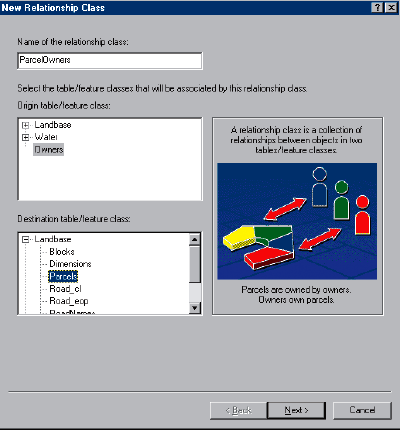 New Relationship Class
Name of the relationship class:
ParcelOwners
Select the table/feature classes that will be associated by this relationship class.
Origin table/feature class:
Landbase
Water
Owners
A relationship class is a collection of
relationships between objects in two
tables/feature classes.
Destination table/feature class:
Landbase
Blocks
Dimensions
Parcels
Road_cl
Road_eop
RoadNames
Parcels are owned by owners.
Owners own parcels.
< Back
Next >
Cancel